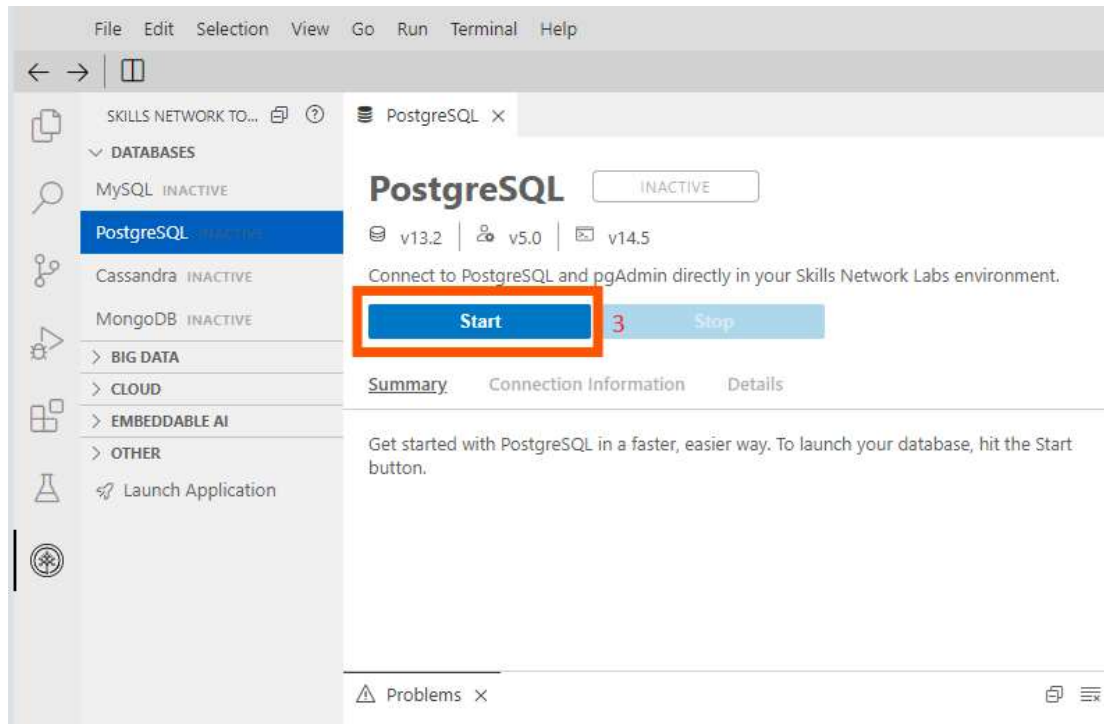 File Edit Selection View Go Run Terminal Help
SKILLS NETWORK TO...
DATABASES
MySQL INACTIVE
PostgreSQL INACTIVE
Cassandra INACTIVE
MongoDB INACTIVE
BIG DATA
CLOUD
EMBEDDABLE AI
OTHER
Launch Application
PostgreSQL
PostgreSQL INACTIVE
v13.2 v5.0 v14.5
Connect to PostgreSQL and pgAdmin directly in your Skills Network Labs environment.
Start 3 Stop
Summary Connection Information Details
Get started with PostgreSQL in a faster, easier way. To launch your database, hit the Start
button.
Problems